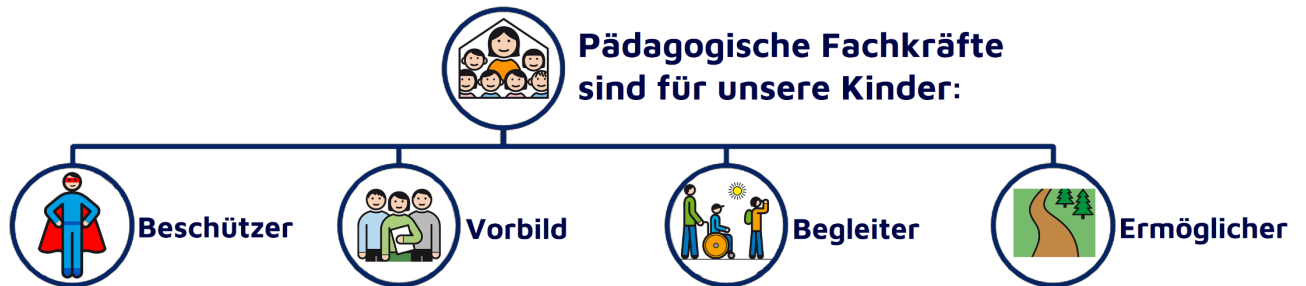 Pädagogische Fachkräfte
sind für unsere Kinder:
Beschützer
Vorbild
Begleiter
Ermöglicher